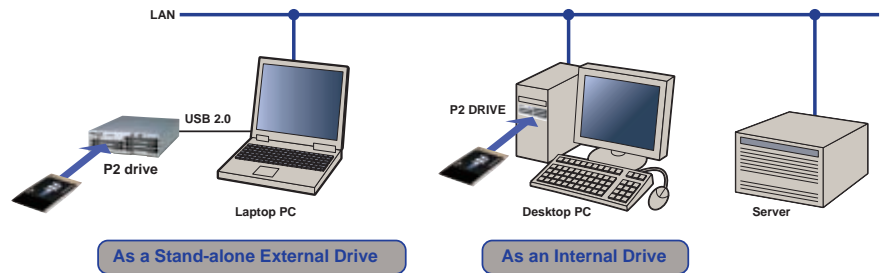 LAN
USB 2.0
P2 DRIVE
P2 drive
Laptop PC
Desktop PC
Server
As a Stand-alone External Drive
As an Internal Drive